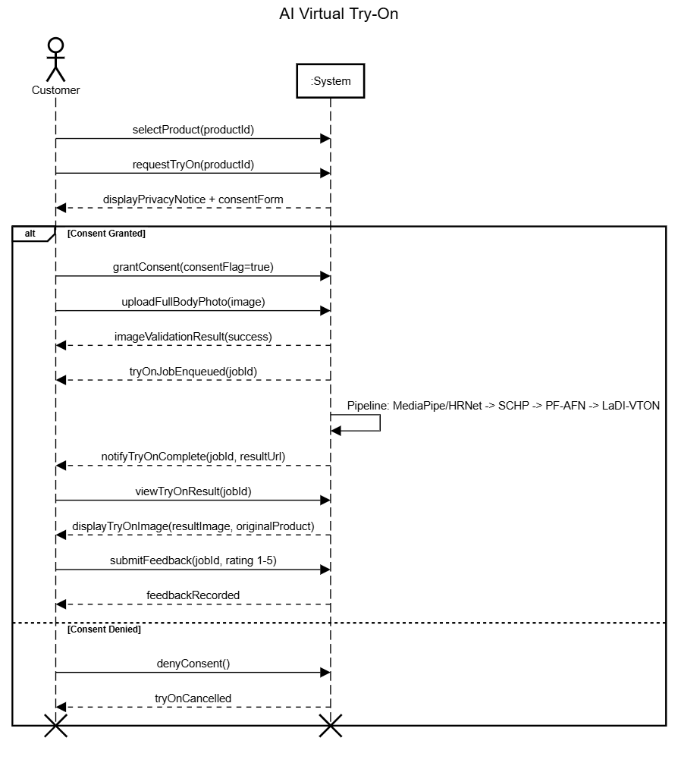 AI Virtual Try-On
Customer
:System
selectProduct(productId)
requestTryOn(productId)
displayPrivacyNotice + consentForm
alt
[Consent Granted]
grantConsent(consentFlag=true)
uploadFullBodyPhoto(image)
imageValidationResult(success)
tryOnJobEnqueued(jobId)
Pipeline: MediaPipe/HRNet -> SCHP -> PF-AFN -> LaDI-VTON
notifyTryOnComplete(jobId, resultUrl)
viewTryOnResult(jobId)
displayTryOnImage(resultImage, originalProduct)
submitFeedback(jobId, rating 1-5)
feedbackRecorded
[Consent Denied]
denyConsent()
tryOnCancelled